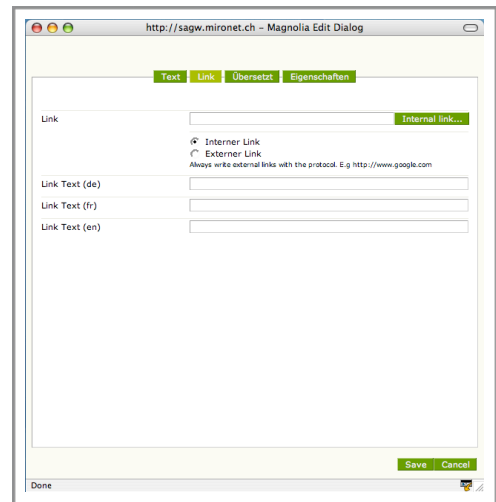 http://sagw.mironet.ch – Magnolia Edit Dialog
Text Link Übersetzt Eigenschaften
Link Internal link...
Interner Link
Externer Link
Always write external links with the protocol. E.g http://www.google.com
Link Text (de)
Link Text (fr)
Link Text (en)
Save Cancel
Done